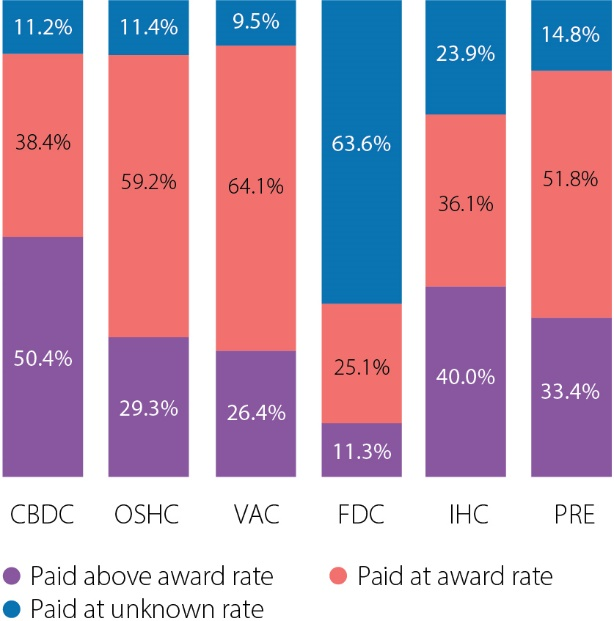 11.2% 11.4% 9.5% 63.6% 23.9% 14.8%
38.4% 59.2% 64.1% 25.1% 36.1% 51.8%
50.4% 29.3% 26.4% 11.3% 40.0% 33.4%
CBDC OSHC VAC FDC IHC PRE
Paid above award rate Paid at award rate
Paid at unknown rate